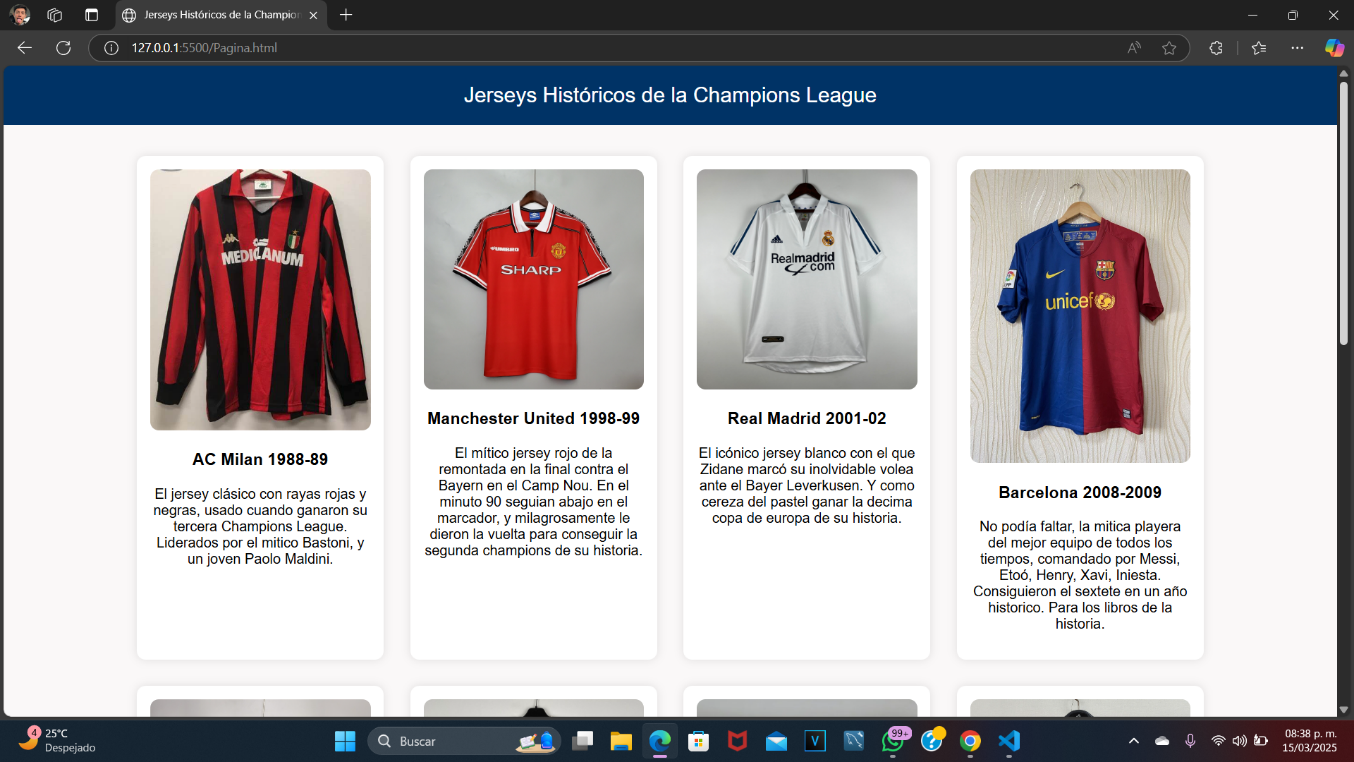 Jerseys Históricos de la Champion
127.0.0.1:5500/Pagina.html
Jerseys Históricos de la Champions League
MEDIOLANUM
UMBRO
SHARP
Realmadrid
.com
unicef
AC Milan 1988-89
El jersey clásico con rayas rojas y
negras, usado cuando ganaron su
tercera Champions League.
Liderados por el mitico Bastoni, y
un joven Paolo Maldini.
Manchester United 1998-99
El mítico jersey rojo de la
remontada en la final contra el
Bayern en el Camp Nou. En el
minuto 90 seguian abajo en el
marcador, y milagrosamente le
dieron la vuelta para conseguir la
segunda champions de su historia.
Real Madrid 2001-02
El icónico jersey blanco con el que
Zidane marcó su inolvidable volea
ante el Bayer Leverkusen. Y como
cereza del pastel ganar la decima
copa de europa de su historia.
Barcelona 2008-2009
No podía faltar, la mitica playera
del mejor equipo de todos los
tiempos, comandado por Messi,
Etoó, Henry, Xavi, Iniesta.
Consiguieron el sextete en un año
historico. Para los libros de la
historia.
4
25°C
Despejado
Buscar
V
99+
08:38 p. m.
15/03/2025